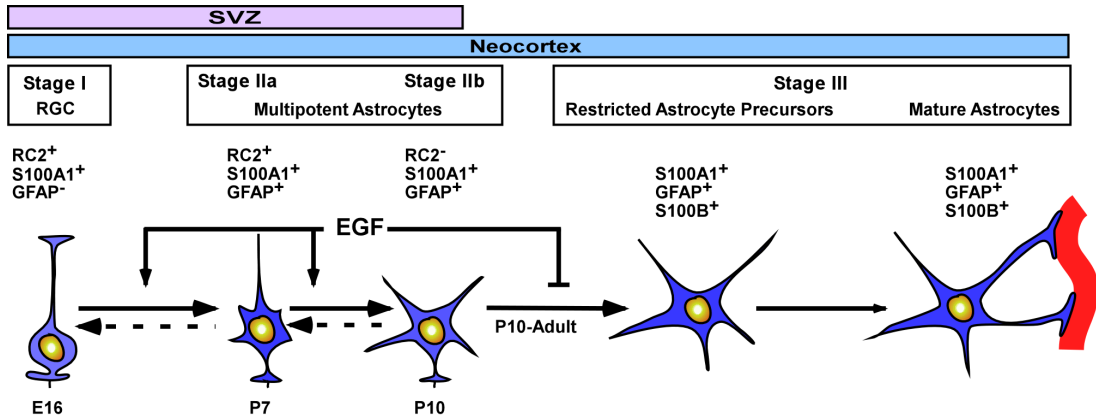 SVZ
Neocortex
Stage I
RGC
Stage IIa
Stage IIb
Multipotent Astrocytes
Stage III
Restricted Astrocyte Precursors
Mature Astrocytes
RC2+
S100A1+
GFAP-
RC2+
S100A1+
GFAP+
RC2-
S100A1+
GFAP+
S100A1+
GFAP+
S100B+
S100A1+
GFAP+
S100B+
EGF
P10-Adult
E16
P7
P10